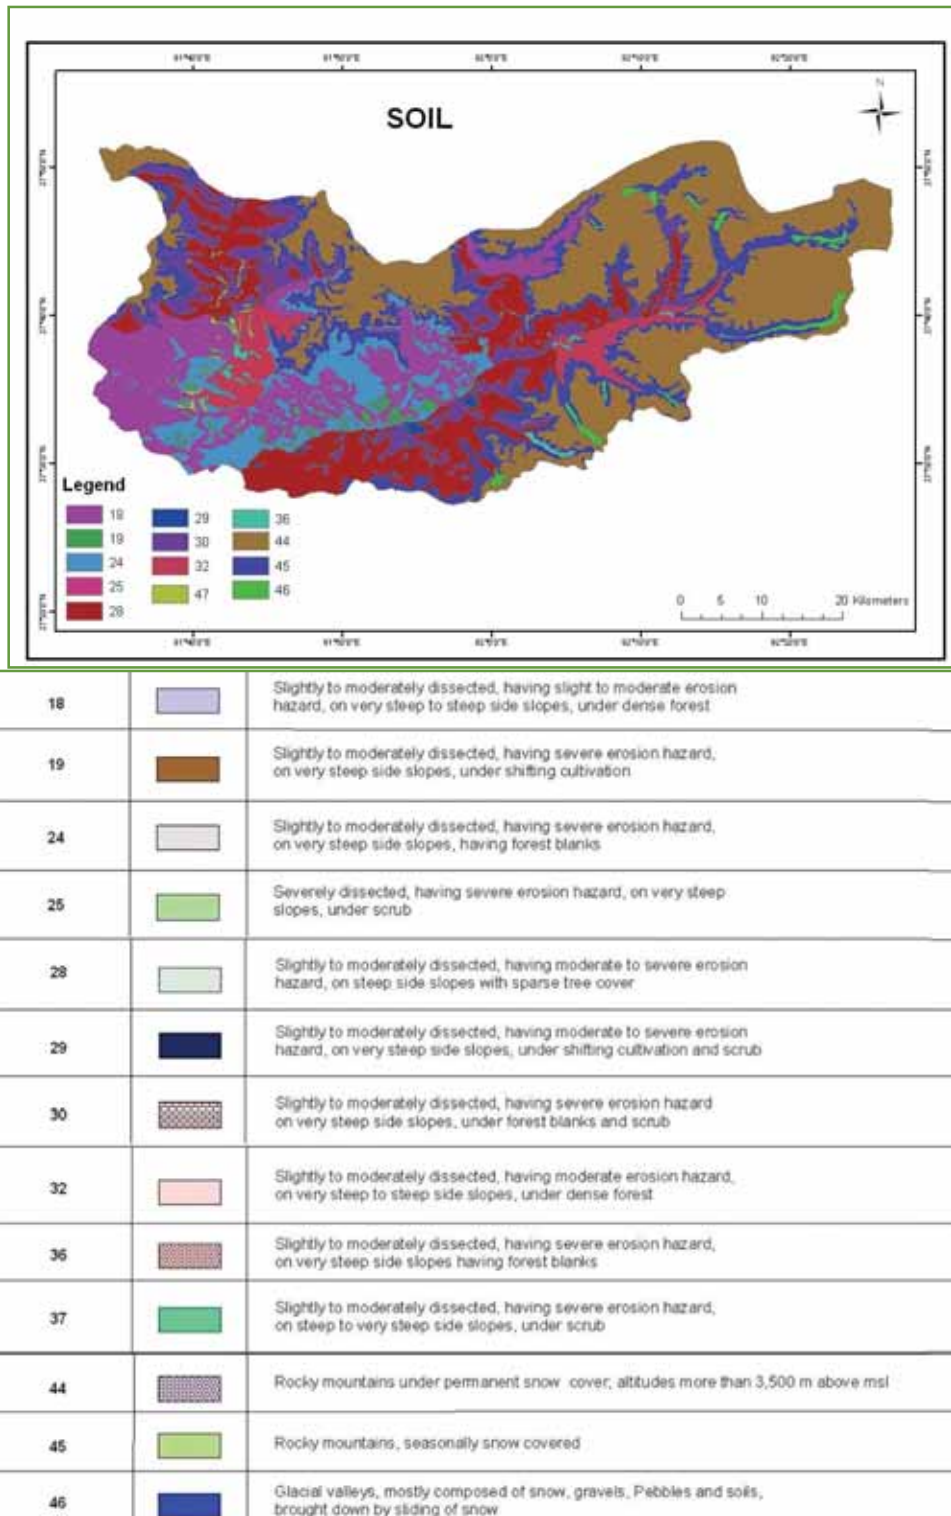 SOIL
N
Legend
18
19
24
25
28
29
30
32
47
36
44
45
46
0 5 10 20 Kilometers
18
Slightly to moderately dissected, having slight to moderate erosion
hazard, on very steep to steep side slopes, under dense forest
19
Slightly to moderately dissected, having severe erosion hazard,
on very steep side slopes, under shifting cultivation
24
Slightly to moderately dissected, having severe erosion hazard,
on very steep side slopes, having forest blanks
25
Severely dissected, having severe erosion hazard, on very steep
slopes, under scrub
28
Slightly to moderately dissected, having moderate to severe erosion
hazard, on steep side slopes with sparse tree cover
29
Slightly to moderately dissected, having moderate to severe erosion
hazard, on very steep side slopes, under shifting cultivation and scrub
30
Slightly to moderately dissected, having severe erosion hazard
on very steep side slopes, under forest blanks and scrub
32
Slightly to moderately dissected, having moderate erosion hazard,
on very steep to steep side slopes, under dense forest
36
Slightly to moderately dissected, having severe erosion hazard,
on very steep side slopes having forest blanks
37
Slightly to moderately dissected, having severe erosion hazard,
on steep to very steep side slopes, under scrub
44
Rocky mountains under permanent snow cover; altitudes more than 3,500 m above msl
45
Rocky mountains, seasonally snow covered
46
Glacial valleys, mostly composed of snow, gravels, Pebbles and soils,
brought down by sliding of snow